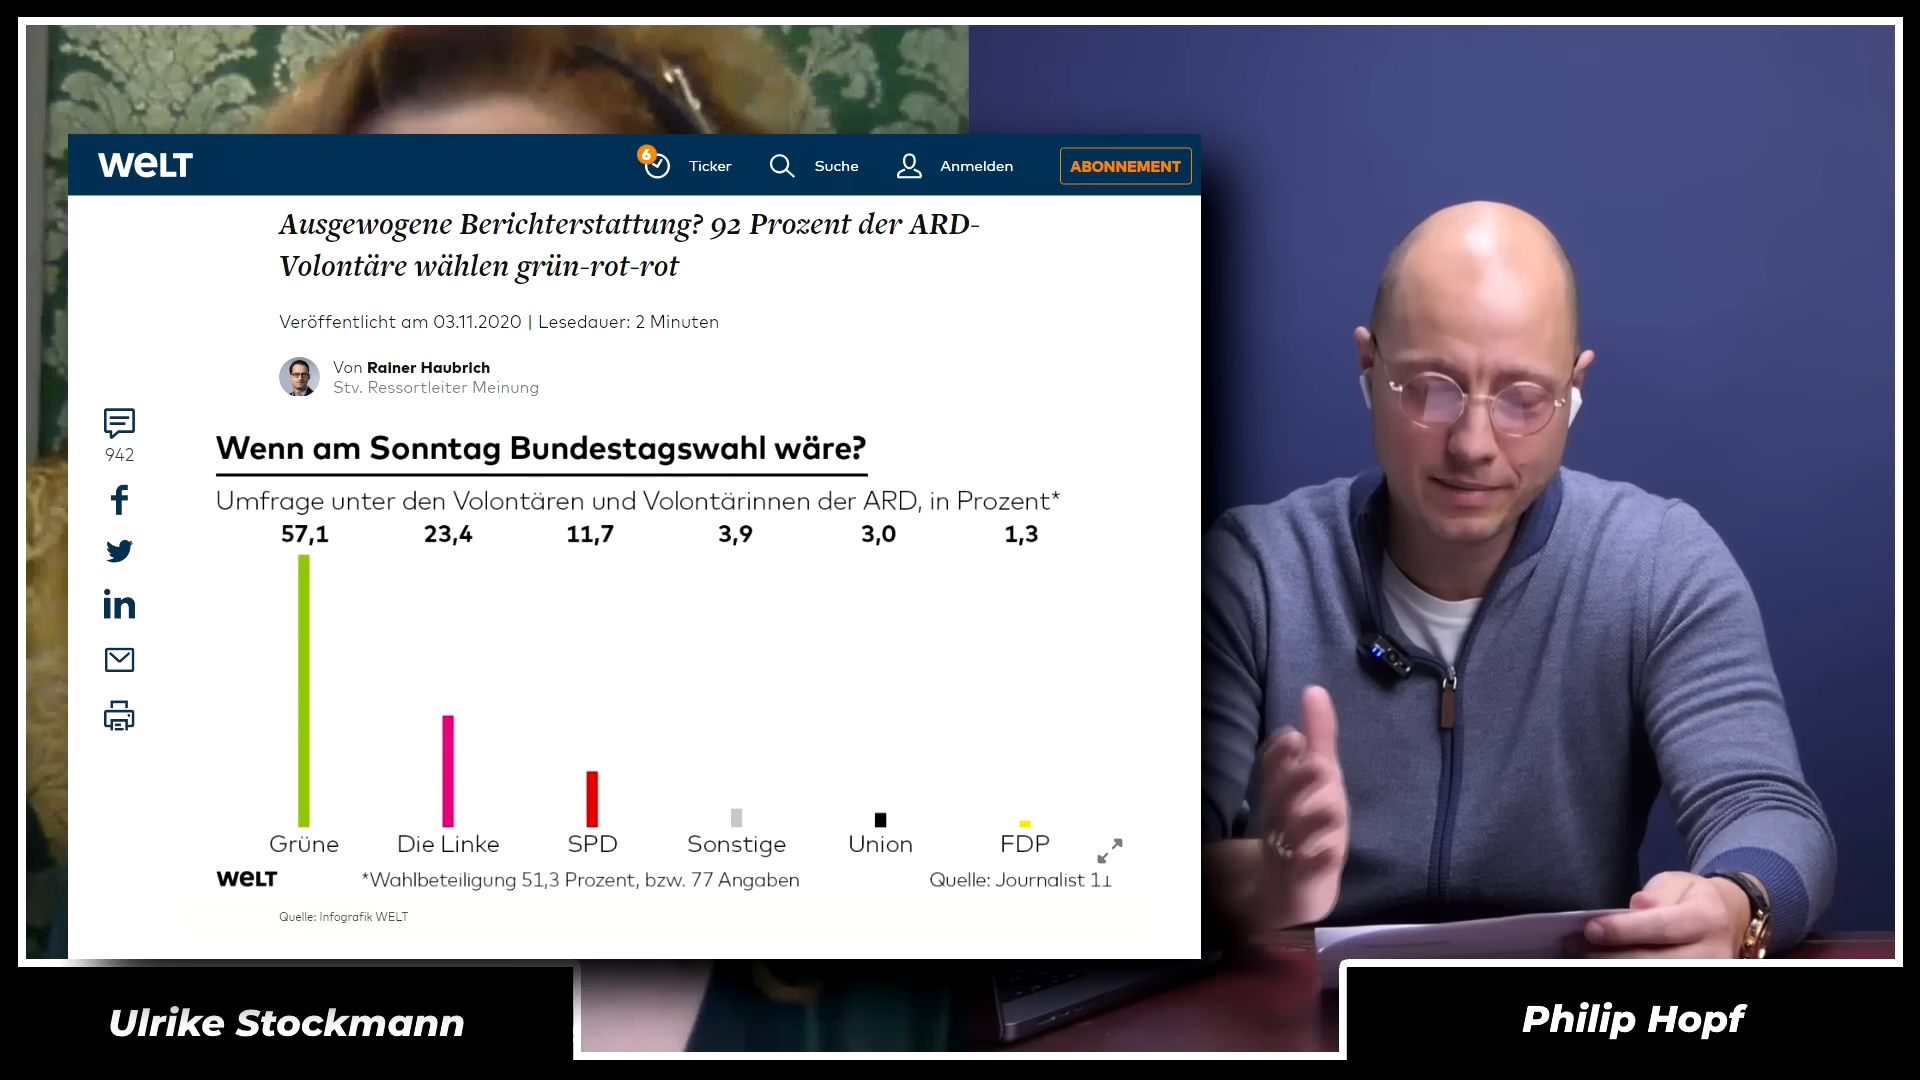 WELT
6
Ticker
Suche
Anmelden
ABONNEMENT
Ausgewogene Berichterstattung? 92 Prozent der ARD-
Volontäre wählen grün-rot-rot
Veröffentlicht am 03.11.2020 | Lesedauer: 2 Minuten
Von Rainer Haubrich
Stv. Ressortleiter Meinung
942
Wenn am Sonntag Bundestagswahl wäre?
Umfrage unter den Volontären und Volontärinnen der ARD, in Prozent*
57,1 23,4 11,7 3,9 3,0 1,3
Grüne Die Linke SPD Sonstige Union FDP
WELT *Wahlbeteiligung 51,3 Prozent, bzw. 77 Angaben Quelle: Journalist 11
Quelle: Infografik WELT
Ulrike Stockmann
Philip Hopf